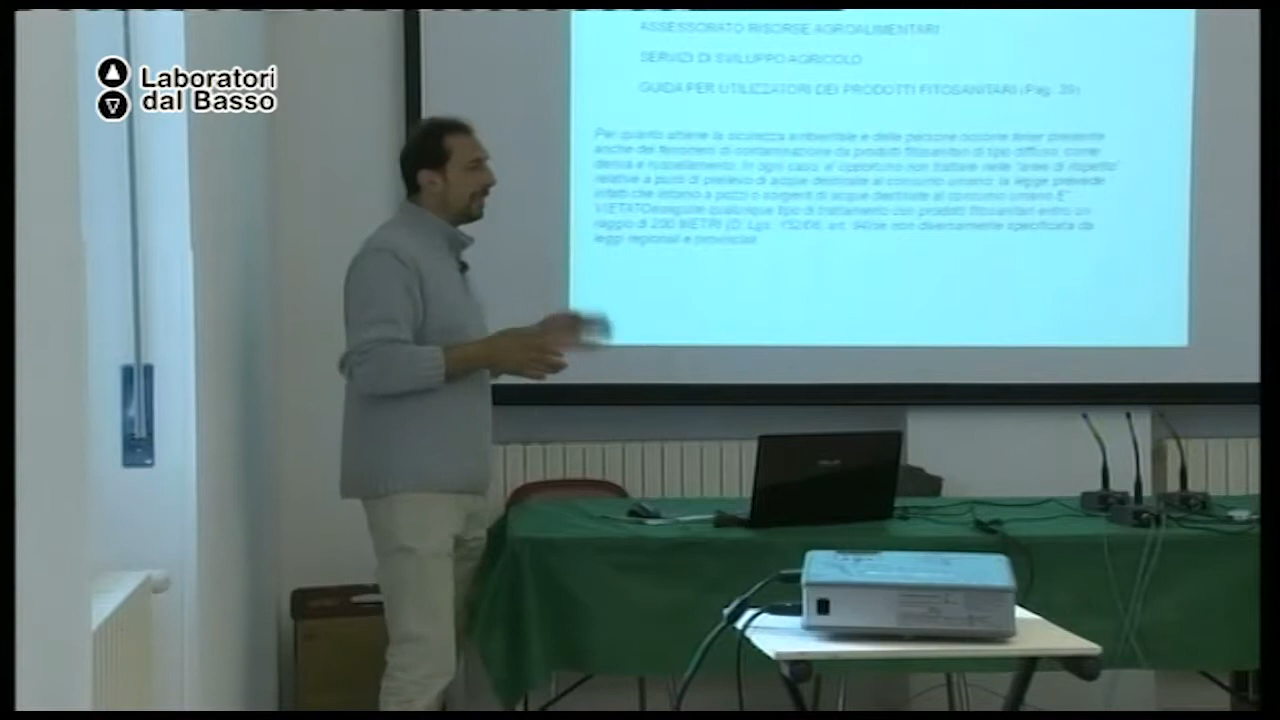 Laboratori
dal Basso
ASSESSORATO RISORSE AGROALIMENTARI
SERVIZI DI SVILUPPO AGRICOLO
GUIDA PER UTILIZZATORI DEI PRODOTTI FITOSANITARI (Pag. 39)
Per quanto attiene la sicurezza ambientale e delle persone occorre tener presente
anche dei fenomeni di contaminazione da prodotti fitosanitari di tipo diffuso, come
deriva e ruscellamento. In ogni caso, e' opportuno non trattare nelle "aree di rispetto"
relative a punti di prelievo di acque destinate al consumo umano; la legge prevede
infatti che intorno a pozzi o sorgenti di acque destinate al consumo umano E'
VIETATO eseguire qualunque tipo di trattamento con prodotti fitosanitari entro un
raggio di 200 METRI (D. Lgs. 152/06, art. 94) se non diversamente specificata da
leggi regionali e provinciali